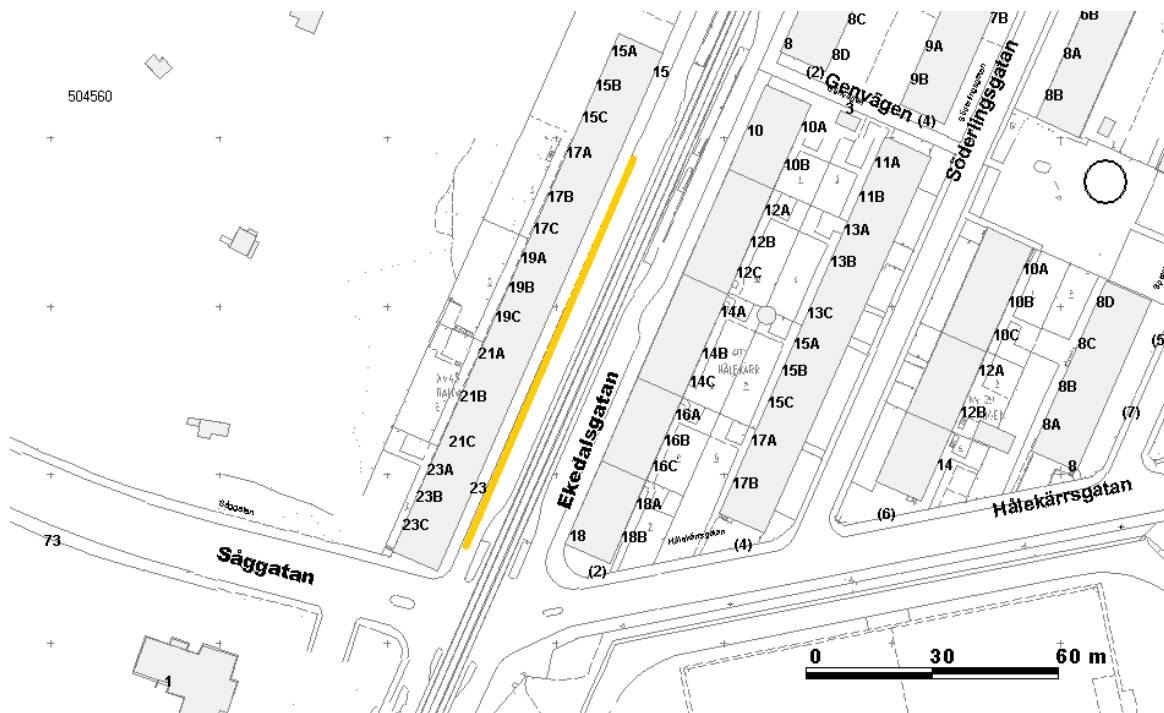 504560
15A
15
15B
15C
17A
17B
17C
19A
19B
19C
21A
21B
21C
23A
23
23B
23C
Såggatan
Såggatan
73
1
Ekedalsgatan
8
8C
8D
(2)
Genvägen
(4)
3
9A
9B
7B
Söderlingsgatan
6B
8A
8B
10
10A
10B
12A
12B
12C
14A
14B
14C
16A
16B
16C
18A
18
18B
(2)
11A
11B
13A
13B
13C
15A
15B
15C
17A
17B
HÅLEKÄRR
Hålekärrsgatan
(4)
10A
10B
10C
12A
12B
14
8D
8C
8B
8A
8
(5
(7)
(6)
Hålekärrsgatan
0 30 60 m